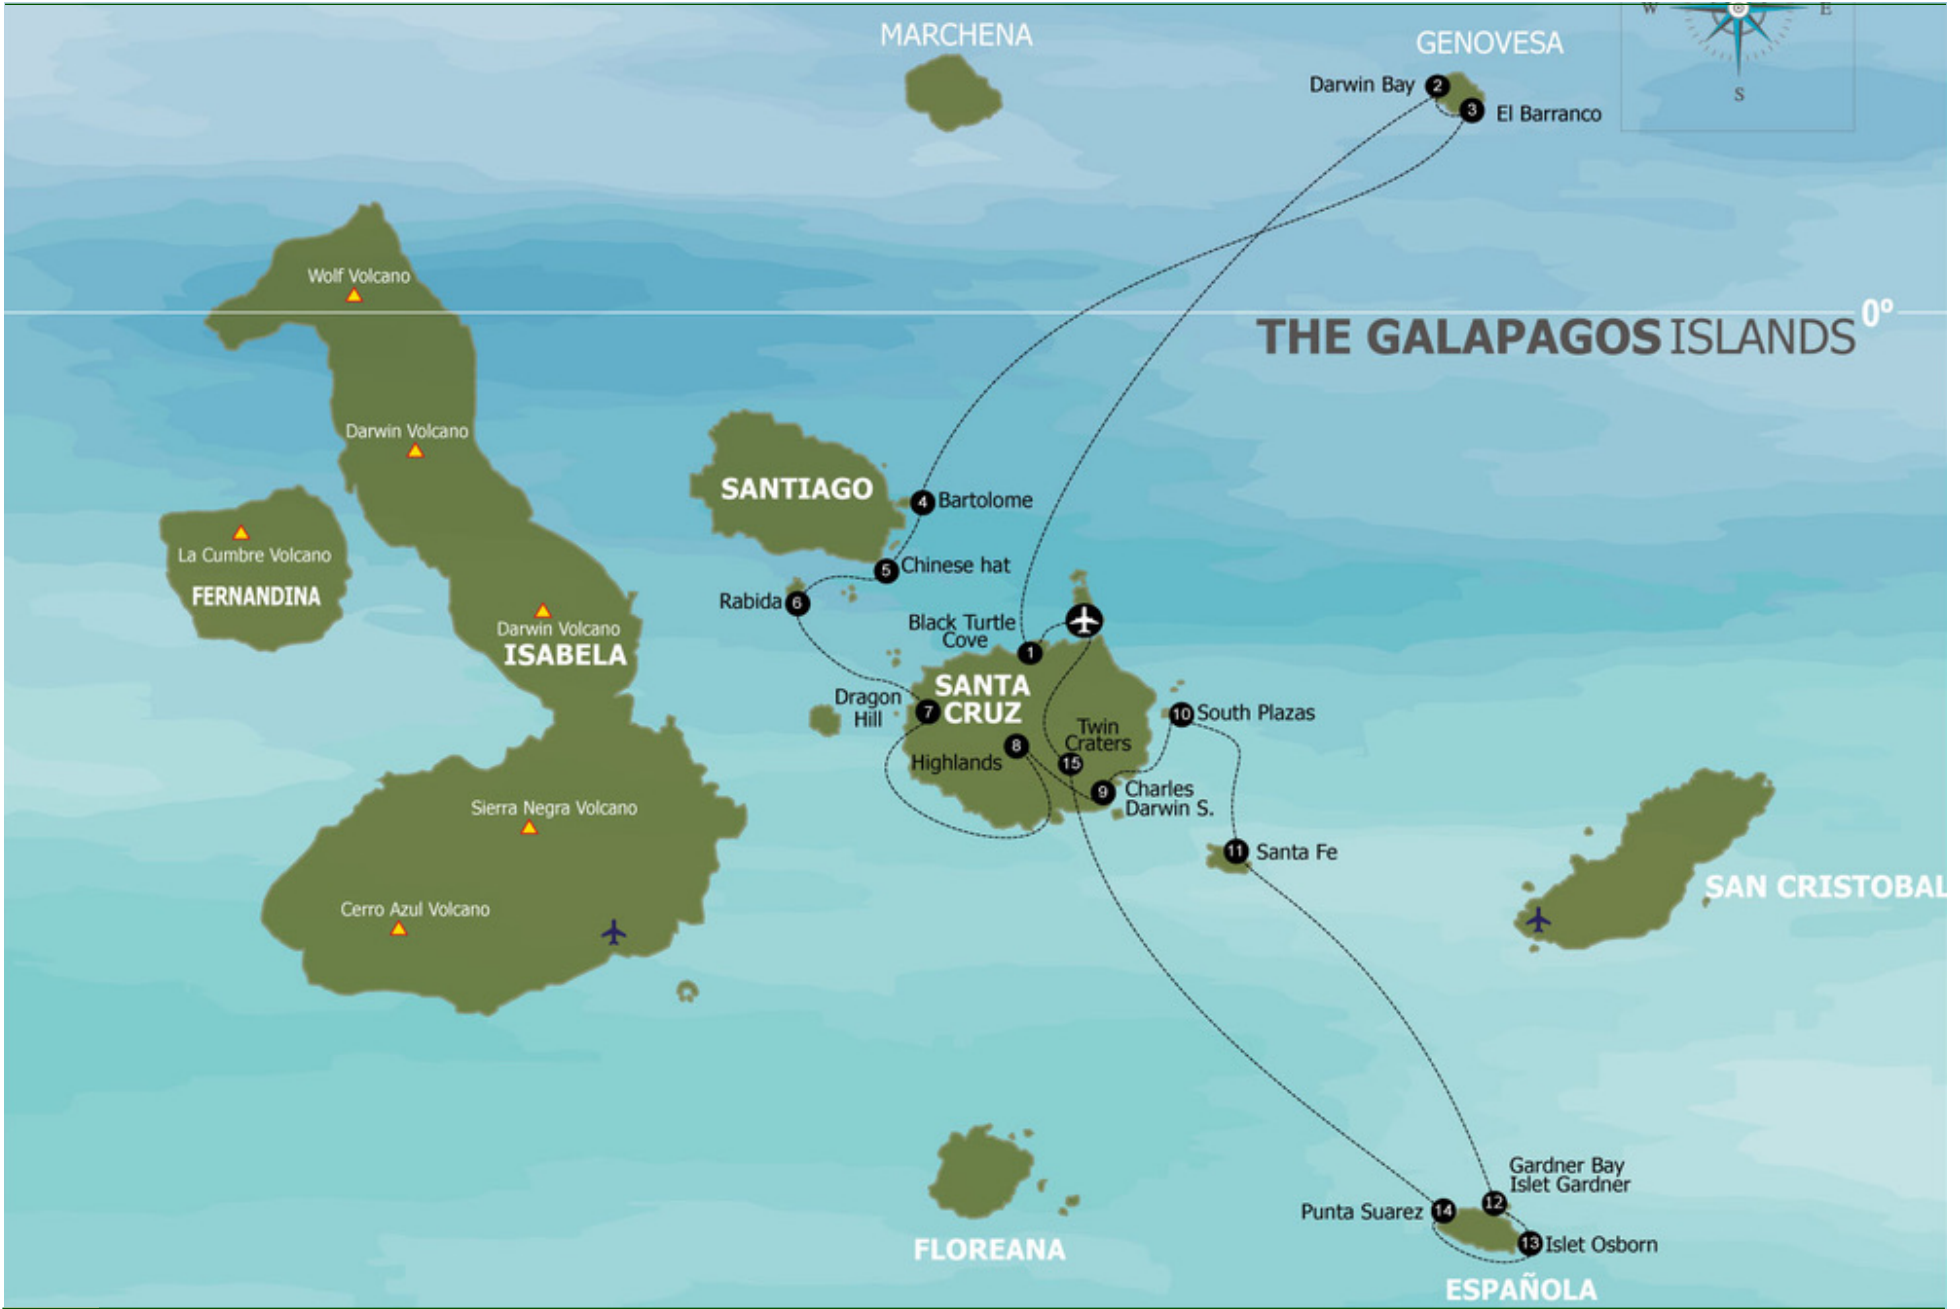 MARCHENA
GENOVESA
W
E
S
Darwin Bay
2
3
El Barranco
Wolf Volcano
0°
THE GALAPAGOS ISLANDS
Darwin Volcano
SANTIAGO
4
Bartolome
La Cumbre Volcano
FERNANDINA
5
Chinese hat
Rabida
6
Darwin Volcano
ISABELA
Black Turtle
Cove
1
SANTA
CRUZ
Dragon
Hill
7
10
South Plazas
Twin
Craters
8
Highlands
15
9
Charles
Darwin S.
Sierra Negra Volcano
11
Santa Fe
SAN CRISTOBAL
Cerro Azul Volcano
Gardner Bay
Islet Gardner
12
Punta Suarez
14
13
Islet Osborn
FLOREANA
ESPAÑOLA